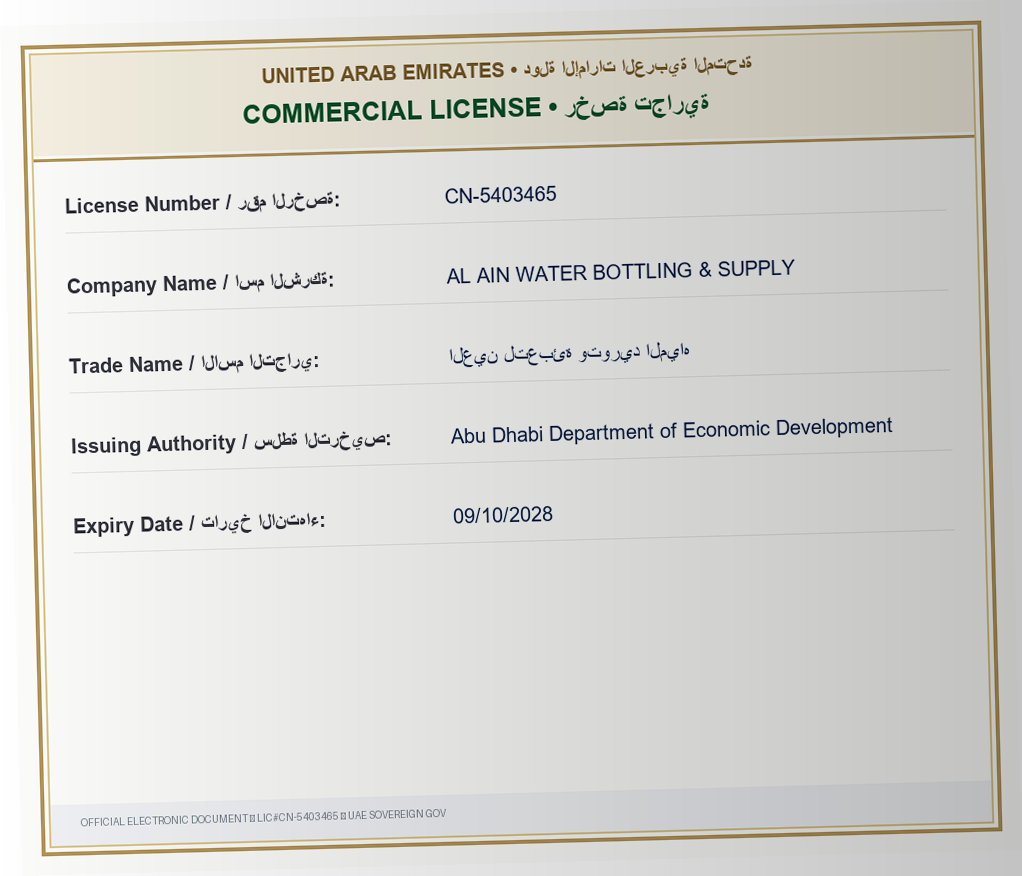 UNITED ARAB EMIRATES • دولة الإمارات العربية المتحدة
COMMERCIAL LICENSE • رخصة تجارية
License Number / رقم الرخصة: CN-5403465
Company Name / اسم الشركة: AL AIN WATER BOTTLING & SUPPLY
Trade Name / الاسم التجاري: العين لتعبئة وتوريد المياه
Issuing Authority / سلطة الترخيص: Abu Dhabi Department of Economic Development
Expiry Date / تاريخ الانتهاء: 09/10/2028
OFFICIAL ELECTRONIC DOCUMENT LIC#CN-5403465 UAE SOVEREIGN GOV